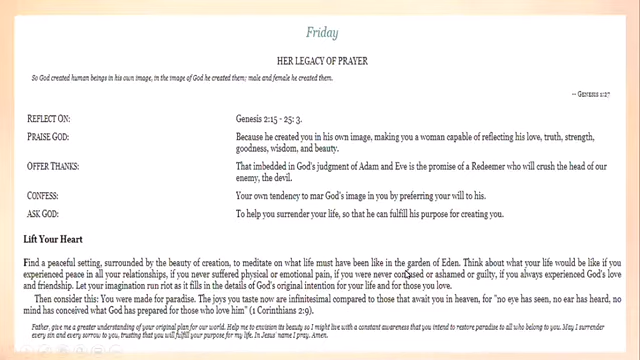 Friday
HER LEGACY OF PRAYER
So God created human beings in his own image, in the image of God he created them; male and female he created them.
— GENESIS 1:27
REFLECT ON: Genesis 2:15 - 25: 3.
PRAISE GOD: Because he created you in his own image, making you a woman capable of reflecting his love, truth, strength,
goodness, wisdom, and beauty.
OFFER THANKS: That imbedded in God's judgment of Adam and Eve is the promise of a Redeemer who will crush the head of our
enemy, the devil.
CONFESS: Your own tendency to mar God's image in you by preferring your will to his.
ASK GOD: To help you surrender your life, so that he can fulfill his purpose for creating you.
Lift Your Heart
Find a peaceful setting, surrounded by the beauty of creation, to meditate on what life must have been like in the garden of Eden. Think about what your life would be like if you
experienced peace in all your relationships, if you never suffered physical or emotional pain, if you were never confused or ashamed or guilty, if you always experienced God's love
and friendship. Let your imagination run riot as it fills in the details of God's original intention for your life and for those you love.
Then consider this: You were made for paradise. The joys you taste now are infinitesimal compared to those that await you in heaven, for "no eye has seen, no ear has heard, no
mind has conceived what God has prepared for those who love him" (1 Corinthians 2:9).
Father, give me a greater understanding of your original plan for our world. Help me to envision its beauty so I might live with a constant awareness that you intend to restore paradise to all who belong to you. May I surrender
every sin and every sorrow to you, trusting that you will fulfill your purpose for my life. In Jesus' name I pray. Amen.